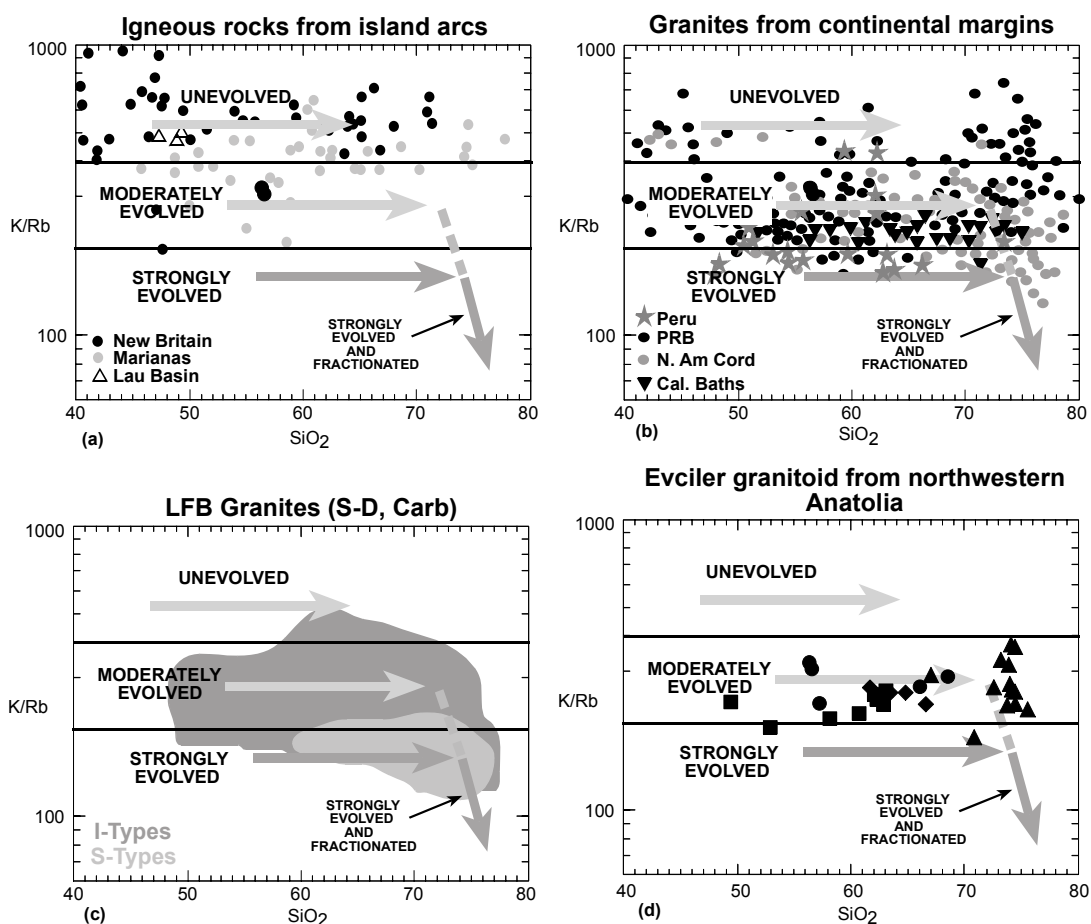 Igneous rocks from island arcs
1000
UNEVOLVED
MODERATELY
EVOLVED
K/Rb
STRONGLY
EVOLVED
100
STRONGLY
EVOLVED
AND
FRACTIONATED
New Britain
Marianas
Lau Basin
40 50 60 70 80
(a)
SiO2
Granites from continental margins
1000
UNEVOLVED
MODERATELY
EVOLVED
K/Rb
STRONGLY
EVOLVED
100
STRONGLY
EVOLVED
AND
FRACTIONATED
Peru
PRB
N. Am Cord
Cal. Baths
40 50 60 70 80
(b)
SiO2
LFB Granites (S-D, Carb)
1000
UNEVOLVED
MODERATELY
EVOLVED
K/Rb
STRONGLY
EVOLVED
100
STRONGLY
EVOLVED
AND
FRACTIONATED
I-Types
S-Types
40 50 60 70 80
(c)
SiO2
Evciler granitoid from northwestern
Anatolia
1000
UNEVOLVED
MODERATELY
EVOLVED
K/Rb
STRONGLY
EVOLVED
100
STRONGLY
EVOLVED
AND
FRACTIONATED
40 50 60 70 80
(d)
SiO2